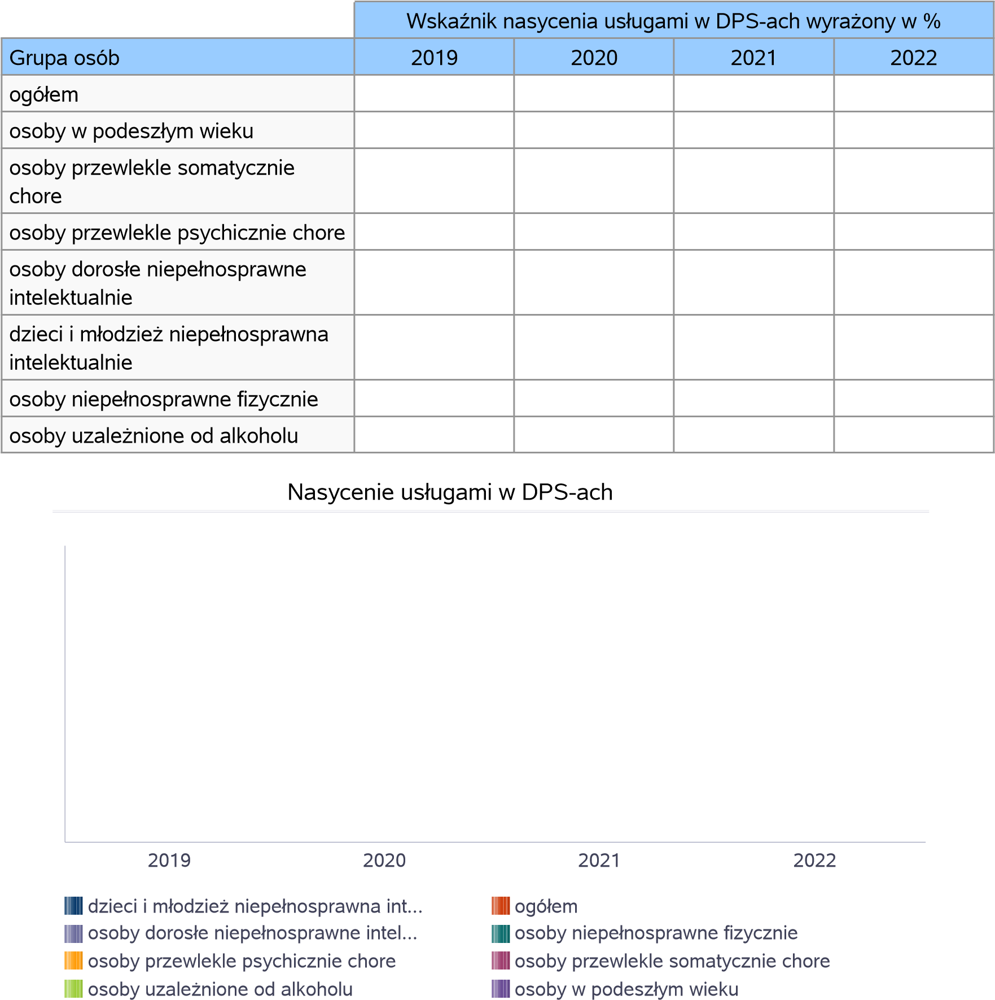 Wskaźnik nasycenia usługami w DPS-ach wyrażony w %
Grupa osób 2019 2020 2021 2022
ogółem
osoby w podeszłym wieku
osoby przewlekle somatycznie
chore
osoby przewlekle psychicznie chore
osoby dorosłe niepełnosprawne
intelektualnie
dzieci i młodzież niepełnosprawna
intelektualnie
osoby niepełnosprawne fizycznie
osoby uzależnione od alkoholu
Nasycenie usługami w DPS-ach
2019 2020 2021 2022
dzieci i młodzież niepełnosprawna int... ogółem
osoby dorosłe niepełnosprawne intel... osoby niepełnosprawne fizycznie
osoby przewlekle psychicznie chore osoby przewlekle somatycznie chore
osoby uzależnione od alkoholu osoby w podeszłym wieku